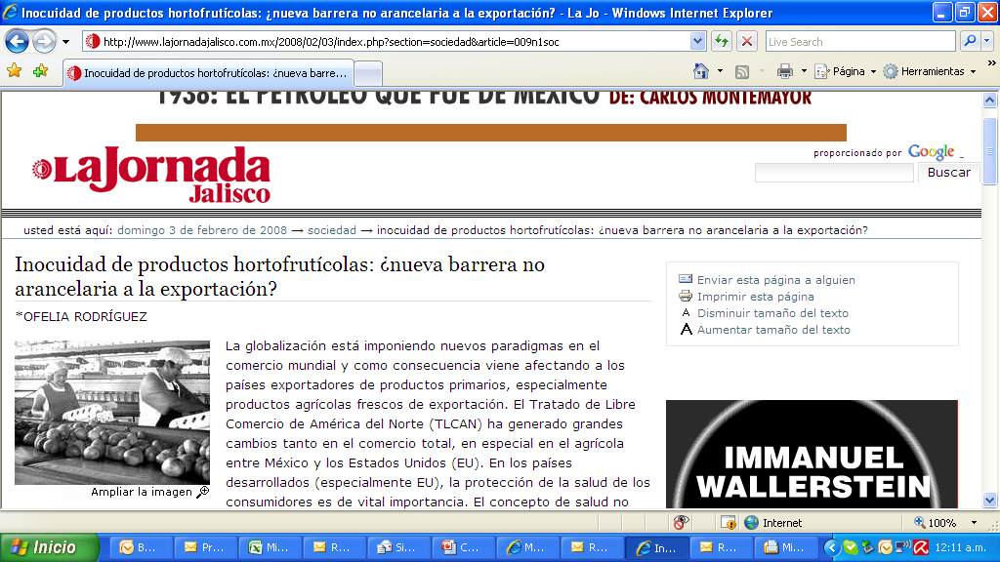 Inocuidad de productos hortofrutícolas: ¿nueva barrera no arancelaria a la exportación? - La Jo - Windows Internet Explorer
http://www.lajornadajalisco.com.mx/2008/02/03/index.php?section=sociedad&article=009n1soc
Live Search
Inocuidad de productos hortofrutícolas: ¿nueva barre...
Página
Herramientas
1938: EL PETRÓLEO QUE FUE DE MÉXICO DE: CARLOS MONTEMAYOR
La Jornada
Jalisco
proporcionado por Google
Buscar
usted está aquí: domingo 3 de febrero de 2008 → sociedad → inocuidad de productos hortofrutícolas: ¿nueva barrera no arancelaria a la exportación?
Inocuidad de productos hortofrutícolas: ¿nueva barrera no
arancelaria a la exportación?
*OFELIA RODRÍGUEZ
La globalización está imponiendo nuevos paradigmas en el
comercio mundial y como consecuencia viene afectando a los
países exportadores de productos primarios, especialmente
productos agrícolas frescos de exportación. El Tratado de Libre
Comercio de América del Norte (TLCAN) ha generado grandes
cambios tanto en el comercio total, en especial en el agrícola
entre México y los Estados Unidos (EU). En los países
desarrollados (especialmente EU), la protección de la salud de los
consumidores es de vital importancia. El concepto de salud no
Ampliar la imagen
Enviar esta página a alguien
Imprimir esta página
A Disminuir tamaño del texto
A Aumentar tamaño del texto
IMMANUEL
WALLERSTEIN
Internet
100%
Inicio
B...
Pr...
Mi...
R...
Si...
C...
M...
R...
In...
R...
Mi...
12:11 a.m.